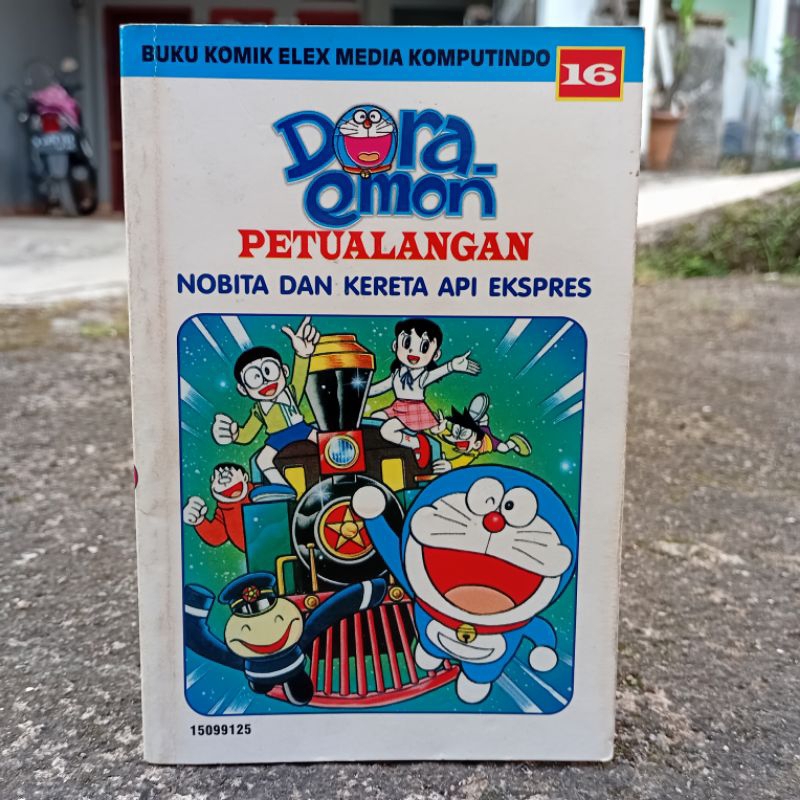 BUKU KOMIK ELEX MEDIA KOMPUTINDO 16
Dora
emon
PETUALANGAN
NOBITA DAN KERETA API EKSPRES
15099125